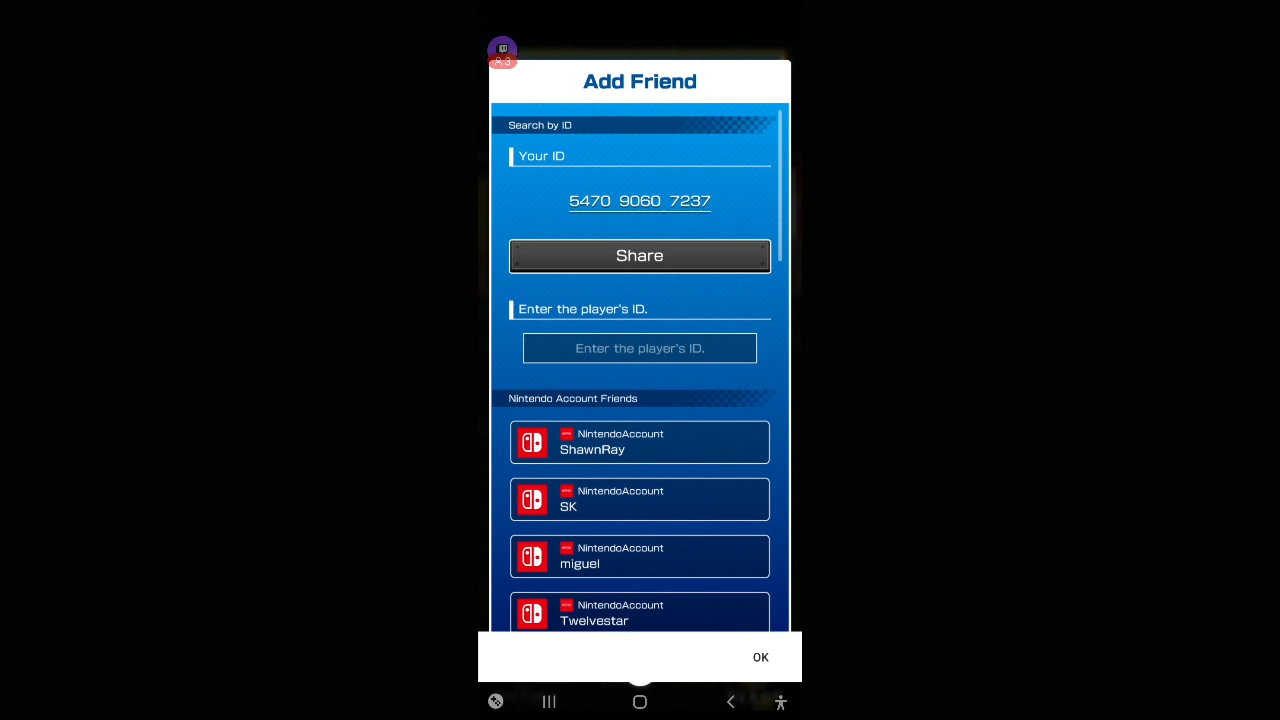 3
Add Friend
Search by ID
Your ID
5470 9060 7237
Share
Enter the player's ID.
Enter the player's ID.
Nintendo Account Friends
NintendoAccount
ShawnRay
NintendoAccount
SK
NintendoAccount
miguel
NintendoAccount
Twelvestar
OK